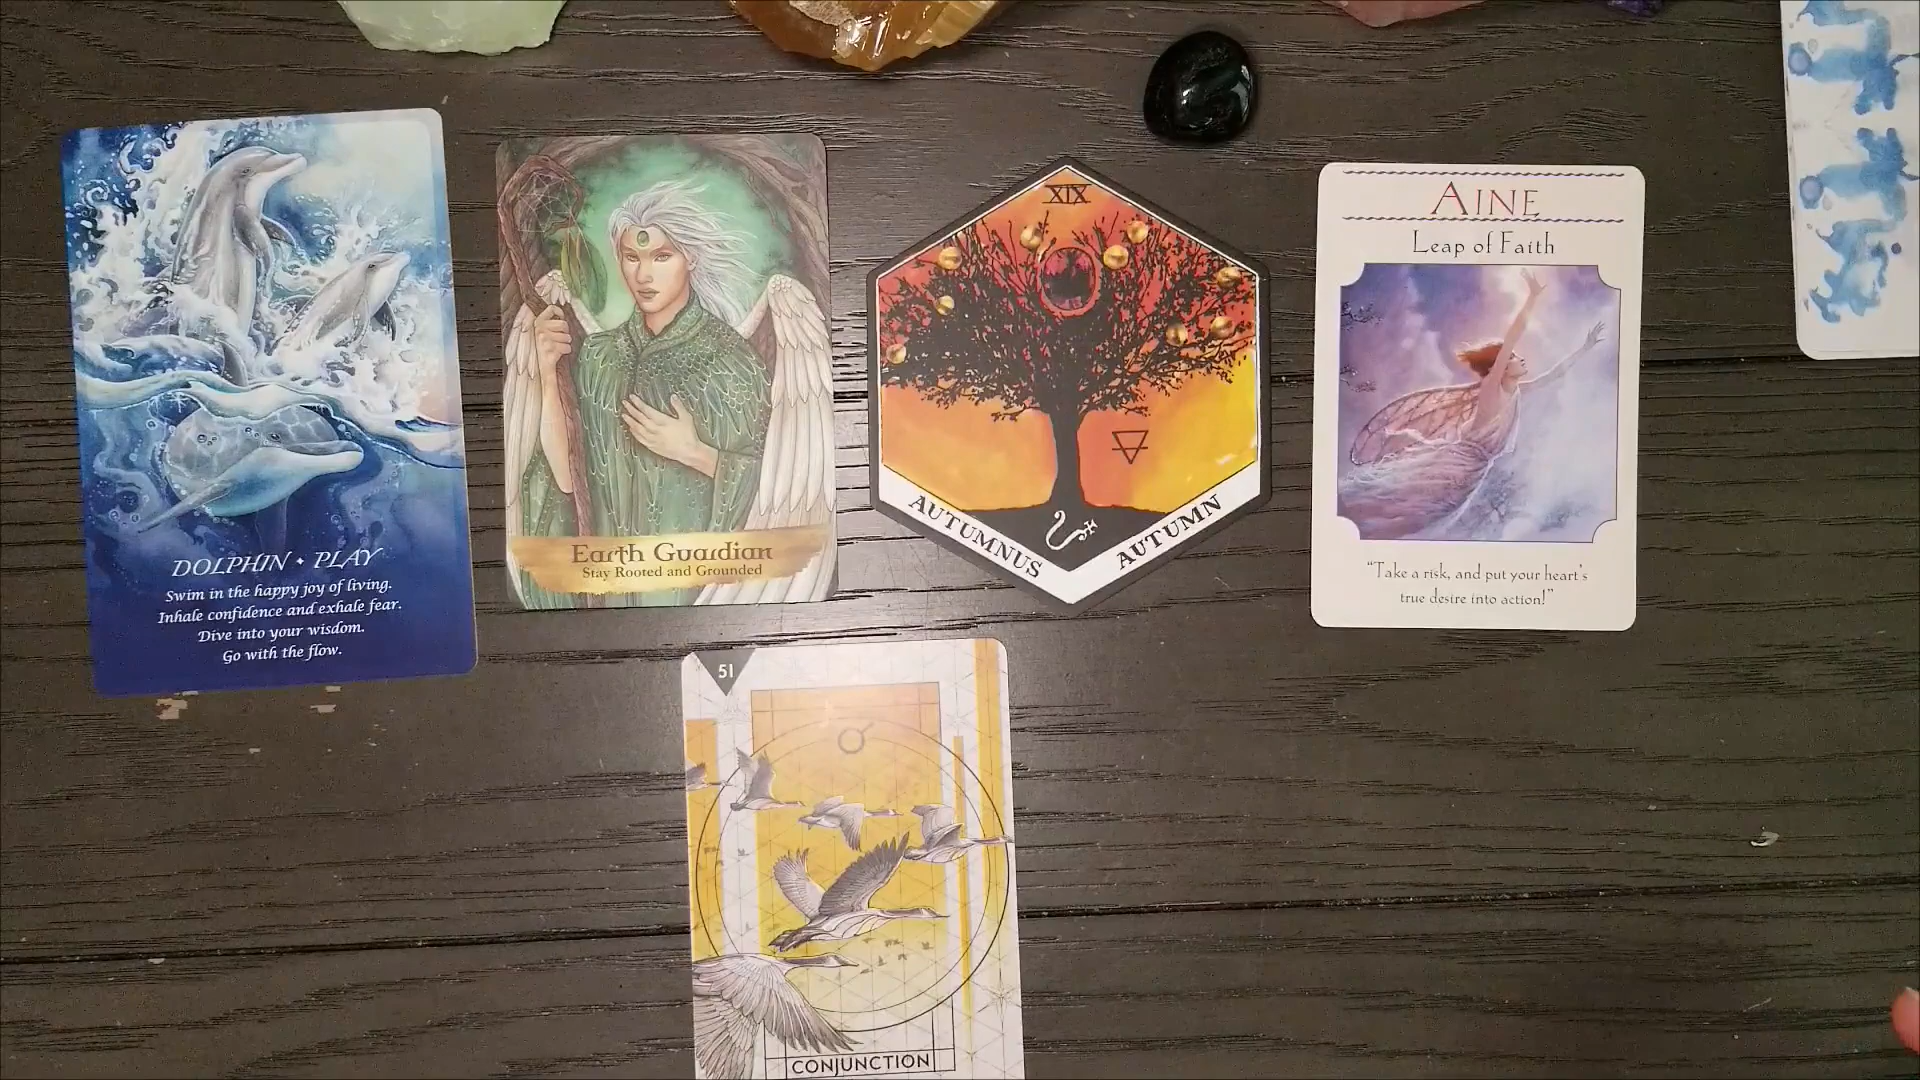 DOLPHIN • PLAY
Swim in the happy joy of living.
Inhale confidence and exhale fear.
Dive into your wisdom.
Go with the flow.
Earth Guardian
Stay Rooted and Grounded
XIX
AUTUMNUS
AUTUMN
AINE
Leap of Faith
"Take a risk, and put your heart's
true desire into action!"
51
CONJUNCTION